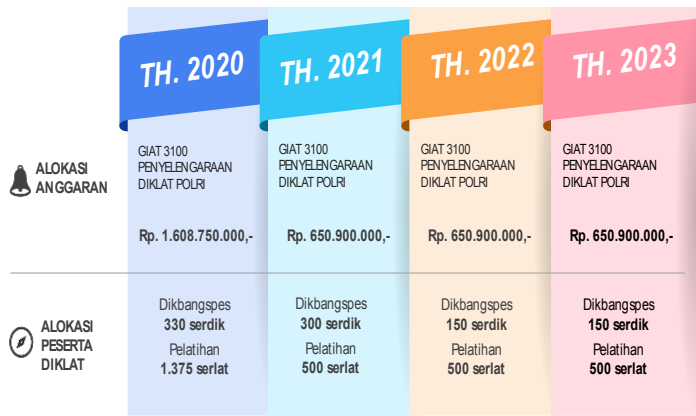 TH. 2020
TH. 2021
TH. 2022
TH. 2023
ALOKASI
ANGGARAN
GIAT 3100
PENYELENGARAAN
DIKLAT POLRI
Rp. 1.608.750.000,-
GIAT 3100
PENYELENGARAAN
DIKLAT POLRI
Rp. 650.900.000,-
GIAT 3100
PENYELENGARAAN
DIKLAT POLRI
Rp. 650.900.000,-
GIAT 3100
PENYELENGARAAN
DIKLAT POLRI
Rp. 650.900.000,-
ALOKASI
PESERTA
DIKLAT
Dikbangspes
330 serdik
Pelatihan
1.375 serlat
Dikbangspes
300 serdik
Pelatihan
500 serlat
Dikbangspes
150 serdik
Pelatihan
500 serlat
Dikbangspes
150 serdik
Pelatihan
500 serlat